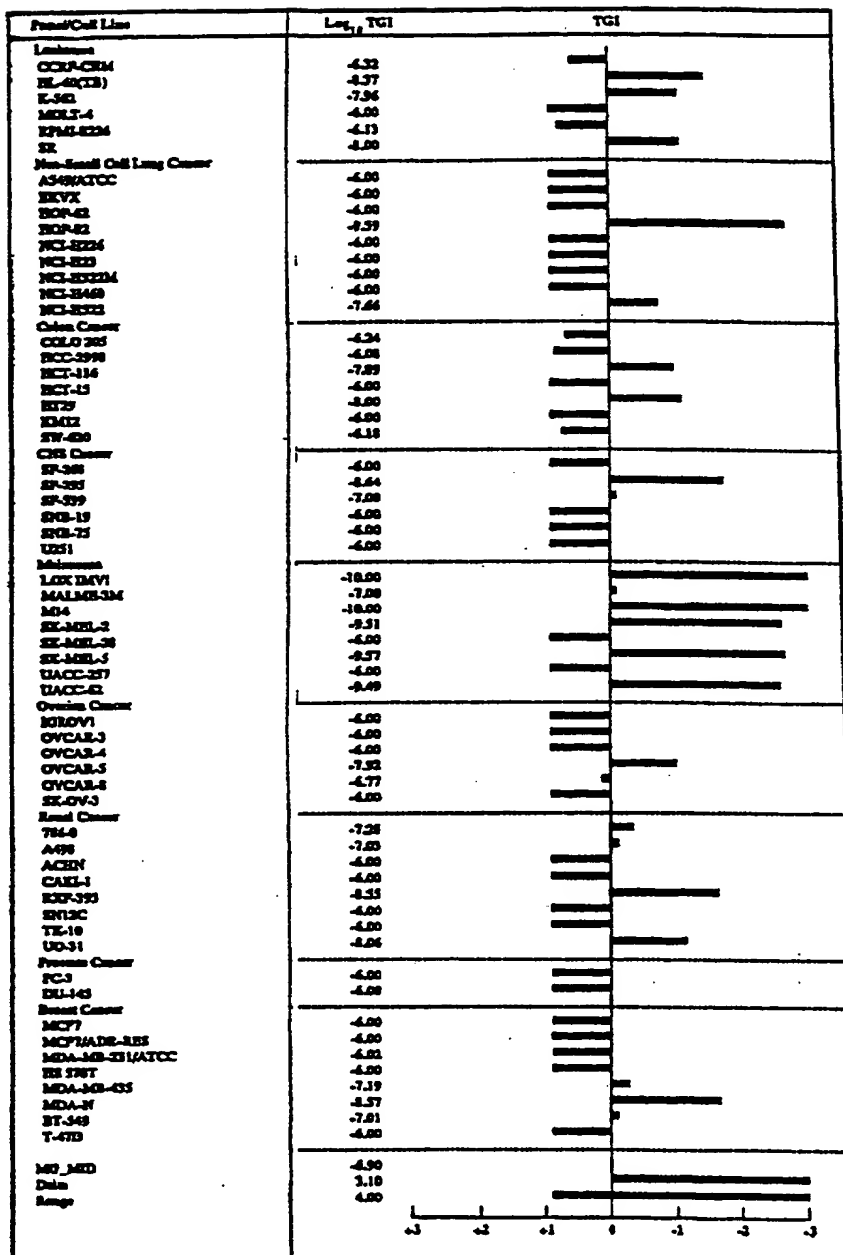 Panel/Cell Line Log₁₀ TGI TGI
Leukemia
CCRF-CEM -6.32
HL-60(TB) -8.37
K-562 -7.96
MOLT-4 -6.00
RPMI-8226 -6.13
SR -8.00
Non-Small Cell Lung Cancer
A549/ATCC -6.00
EKVX -6.00
HOP-62 -6.00
HOP-92 -9.59
NCI-H226 -6.00
NCI-H23 -6.00
NCI-H322M -6.00
NCI-H460 -6.00
NCI-H522 -7.66
Colon Cancer
COLO 205 -6.24
HCC-2998 -6.08
HCT-116 -7.89
HCT-15 -6.00
HT29 -8.00
KM12 -6.00
SW-620 -6.18
CNS Cancer
SF-268 -6.00
SF-295 -8.64
SF-539 -7.00
SNB-19 -6.00
SNB-75 -6.00
U251 -6.00
Melanoma
LOX IMVI -10.00
MALME-3M -7.00
M14 -10.00
SK-MEL-2 -9.51
SK-MEL-28 -6.00
SK-MEL-5 -9.57
UACC-257 -6.00
UACC-62 -9.49
Ovarian Cancer
IGROV1 -6.00
OVCAR-3 -6.00
OVCAR-4 -6.00
OVCAR-5 -7.92
OVCAR-8 -6.77
SK-OV-3 -6.00
Renal Cancer
786-0 -7.25
A498 -7.03
ACHN -6.00
CAKI-1 -6.00
RXF-393 -8.55
SN12C -6.00
TK-10 -6.00
UO-31 -8.06
Prostate Cancer
PC-3 -6.00
DU-145 -6.00
Breast Cancer
MCF7 -6.00
MCF7/ADR-RES -6.00
MDA-MB-231/ATCC -6.02
HS 578T -6.00
MDA-MB-435 -7.19
MDA-N -8.57
BT-549 -7.01
T-47D -6.00
MG_MID -6.90
Delta 3.10
Range 4.00
+3 +2 +1 0 -1 -2 -3